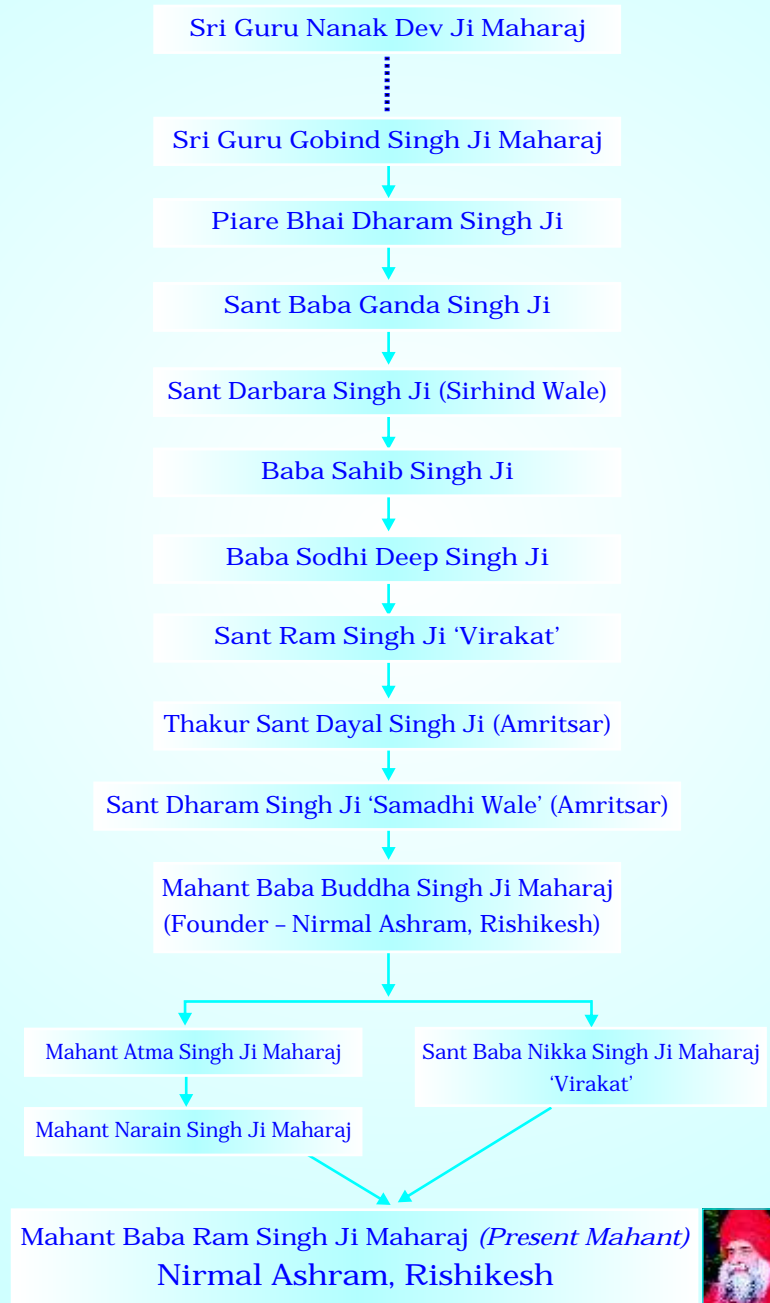 Sri Guru Nanak Dev Ji Maharaj
Sri Guru Gobind Singh Ji Maharaj
Piare Bhai Dharam Singh Ji
Sant Baba Ganda Singh Ji
Sant Darbara Singh Ji (Sirhind Wale)
Baba Sahib Singh Ji
Baba Sodhi Deep Singh Ji
Sant Ram Singh Ji ‘Virakat’
Thakur Sant Dayal Singh Ji (Amritsar)
Sant Dharam Singh Ji ‘Samadhi Wale’ (Amritsar)
Mahant Baba Buddha Singh Ji Maharaj
(Founder – Nirmal Ashram, Rishikesh)
Mahant Atma Singh Ji Maharaj
Sant Baba Nikka Singh Ji Maharaj
‘Virakat’
Mahant Narain Singh Ji Maharaj
Mahant Baba Ram Singh Ji Maharaj (Present Mahant)
Nirmal Ashram, Rishikesh